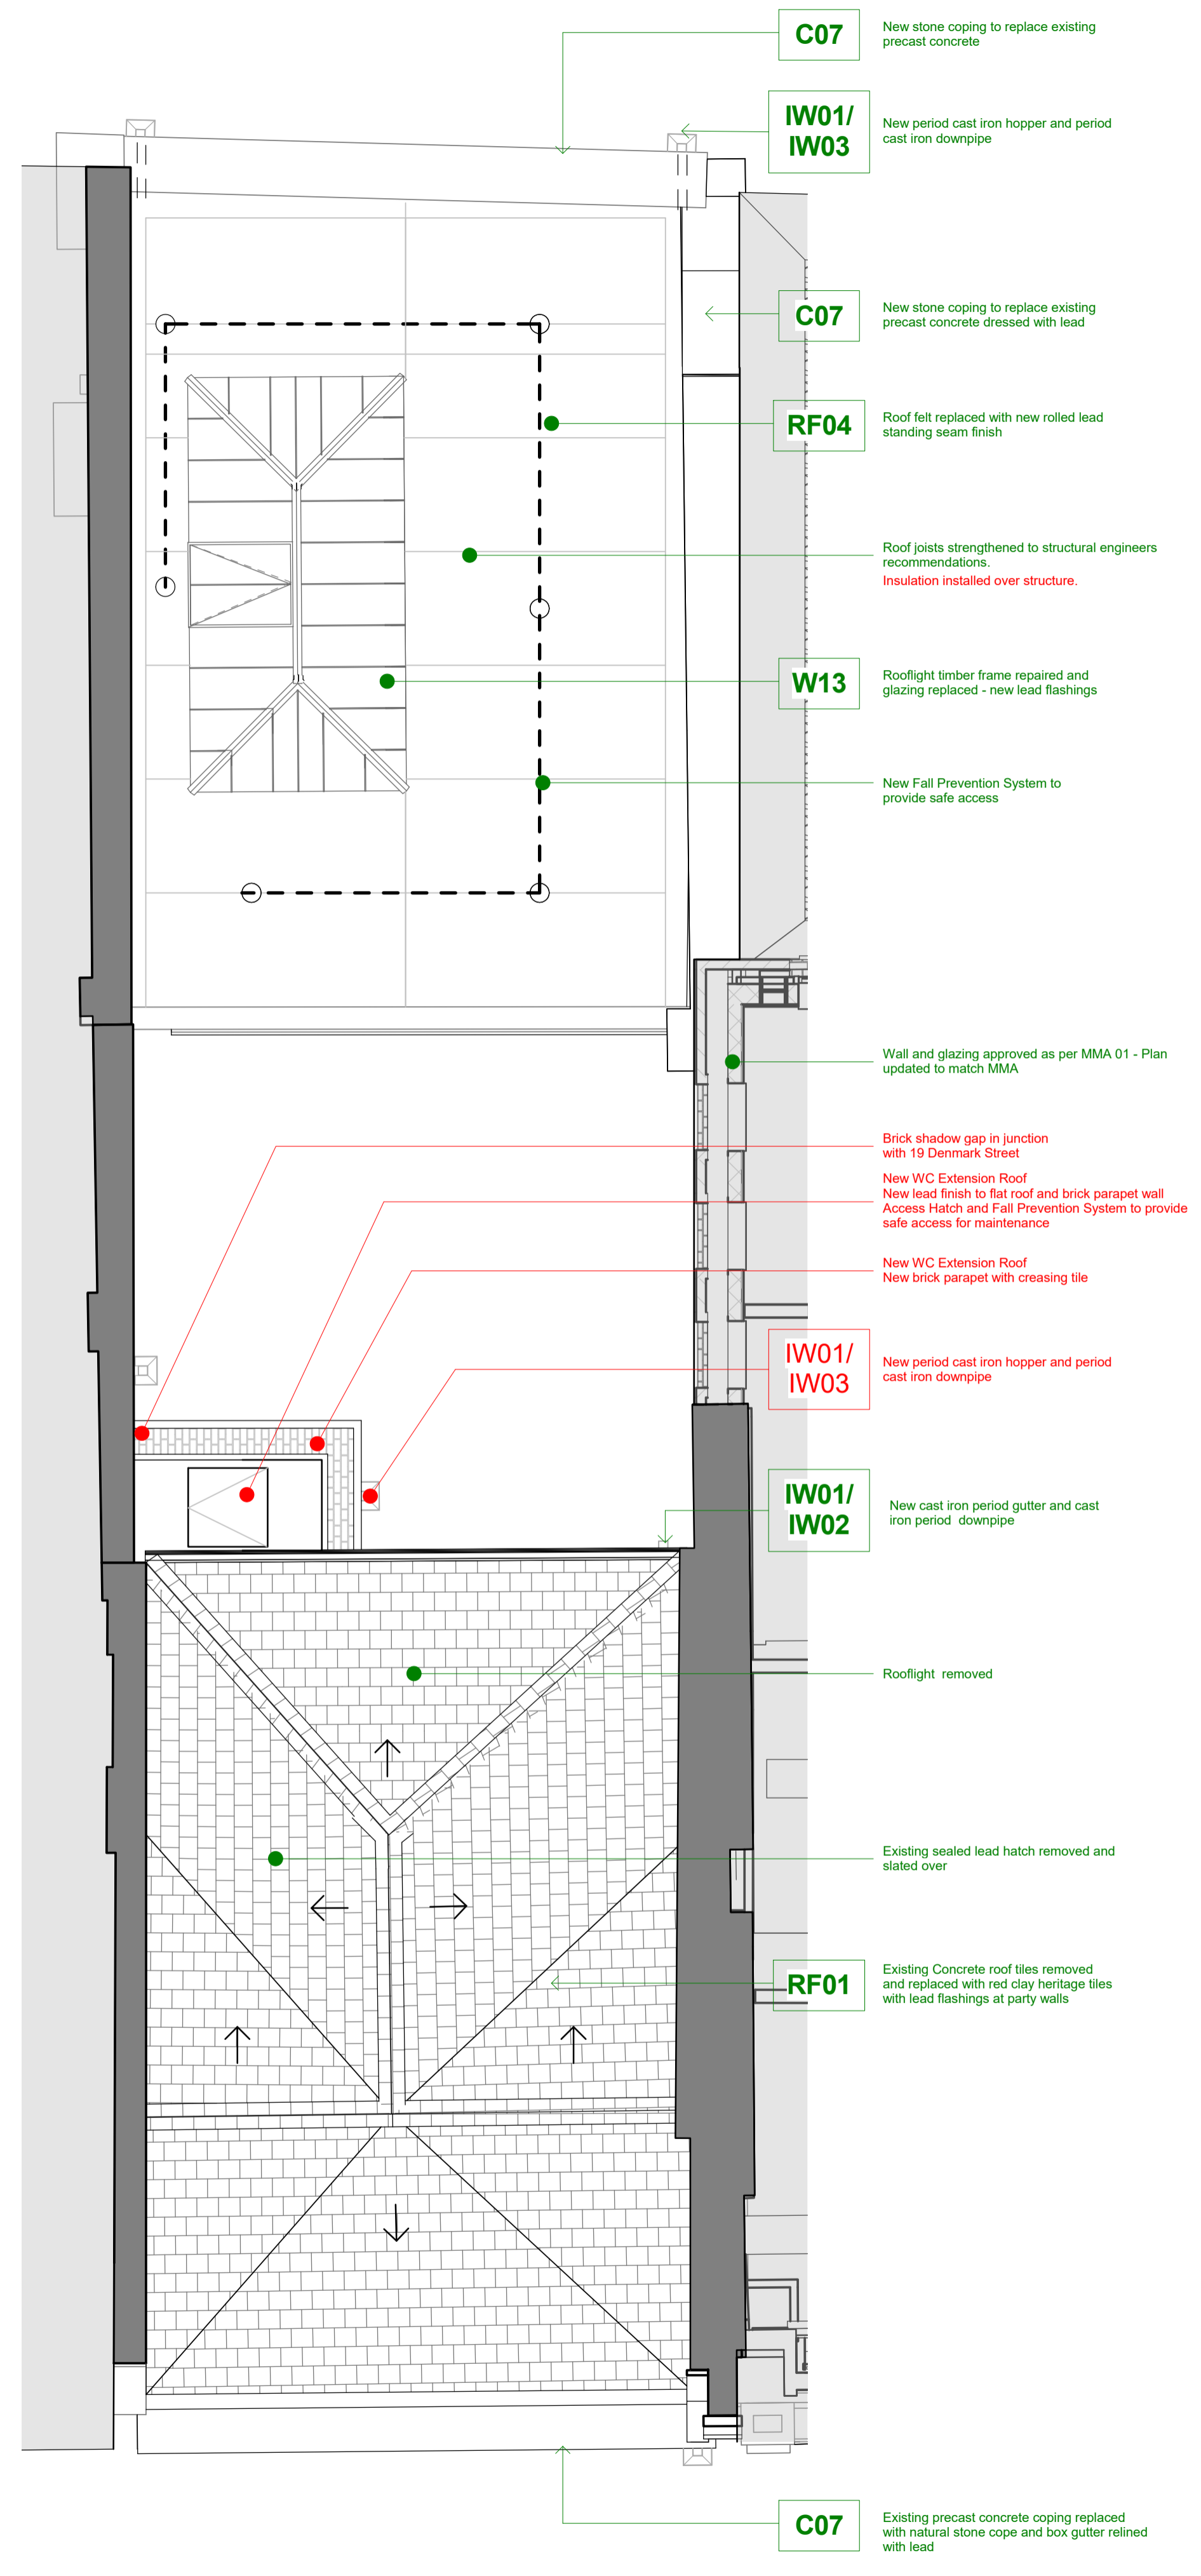 C07
New stone coping to replace existing
precast concrete
IW01/
IW03
New period cast iron hopper and period
cast iron downpipe
C07
New stone coping to replace existing
precast concrete dressed with lead
RF04
Roof felt replaced with new rolled lead
standing seam finish
Roof joists strengthened to structural engineers
recommendations.
Insulation installed over structure.
W13
Rooflight timber frame repaired and
glazing replaced - new lead flashings
New Fall Prevention System to
provide safe access
Wall and glazing approved as per MMA 01 - Plan
updated to match MMA
Brick shadow gap in junction
with 19 Denmark Street
New WC Extension Roof
New lead finish to flat roof and brick parapet wall
Access Hatch and Fall Prevention System to provide
safe access for maintenance
New WC Extension Roof
New brick parapet with creasing tile
IW01/
IW03
New period cast iron hopper and period
cast iron downpipe
IW01/
IW02
New cast iron period gutter and cast
iron period downpipe
Rooflight removed
Existing sealed lead hatch removed and
slated over
RF01
Existing Concrete roof tiles removed
and replaced with red clay heritage tiles
with lead flashings at party walls
C07
Existing precast concrete coping replaced
with natural stone cope and box gutter relined
with lead